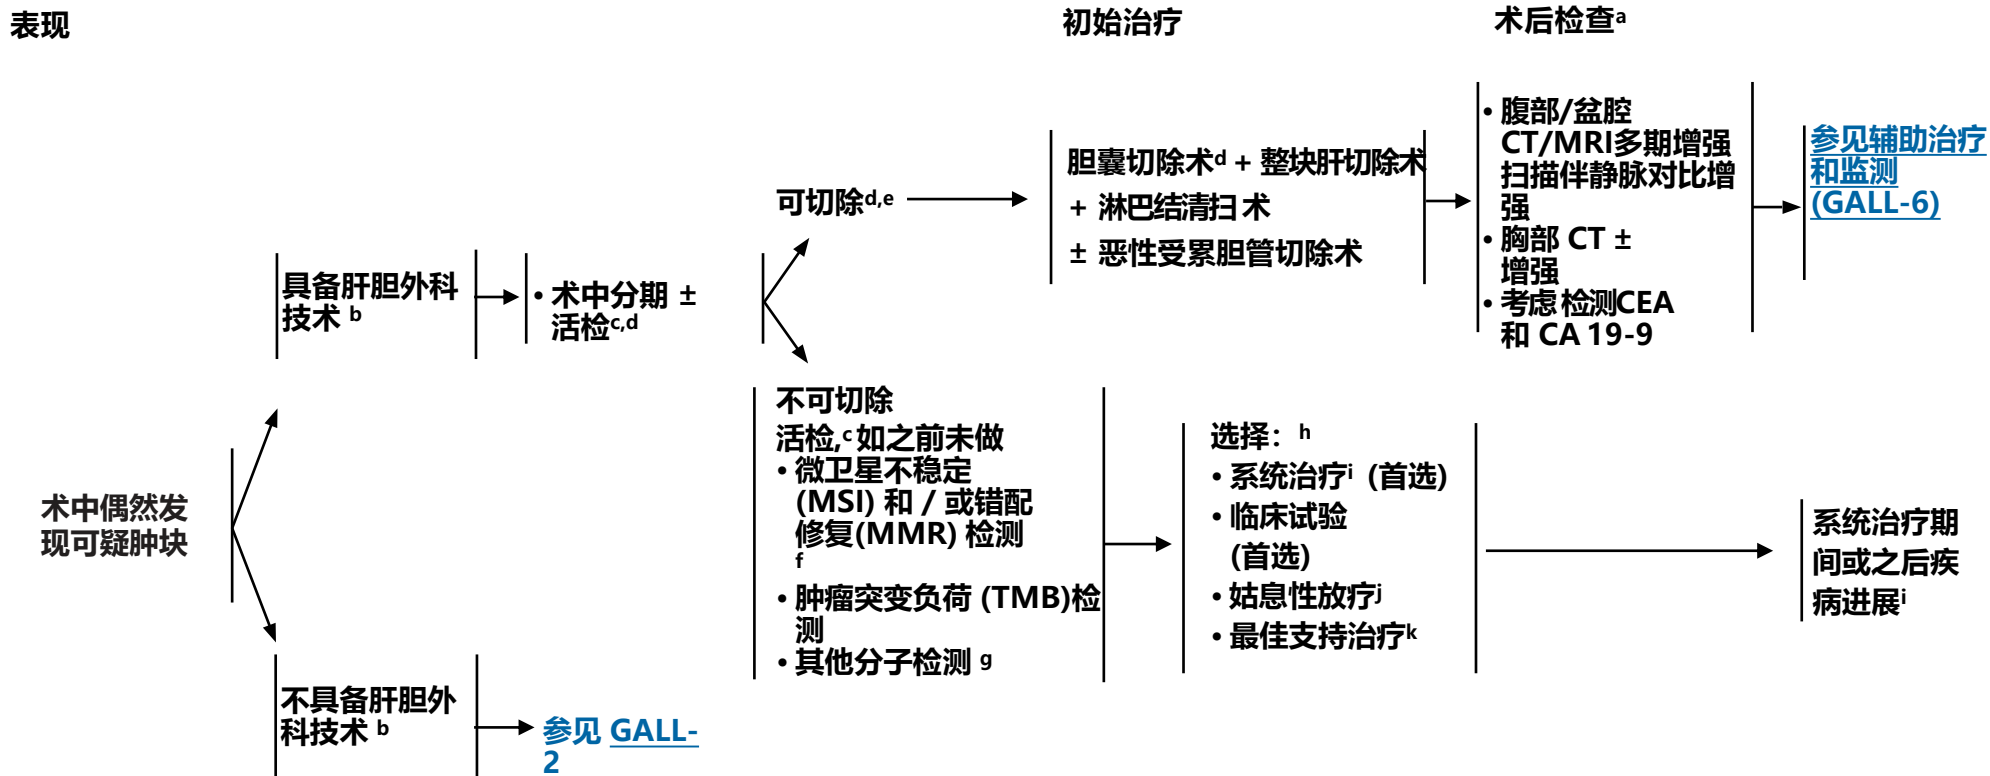 表现
初始治疗
术后检查a
术中偶然发
现可疑肿块
具备肝胆外科
技术 b
• 术中分期 ±
活检c,d
可切除d,e
胆囊切除术d + 整块肝切除术
+ 淋巴结清扫 术
± 恶性受累胆管切除术
• 腹部/盆腔
CT/MRI多期增强
扫描伴静脉对比增
强
• 胸部 CT ±
增强
• 考虑 检测CEA
和 CA 19-9
参见辅助治疗
和监测
(GALL-6)
不可切除
活检,c 如之前未做
• 微卫星不稳定
(MSI) 和 / 或错配
修复(MMR) 检测
f
• 肿瘤突变负荷 (TMB)检
测
• 其他分子检测 g
选择：h
• 系统治疗i (首选)
• 临床试验
(首选)
• 姑息性放疗j
• 最佳支持治疗k
系统治疗期
间或之后疾
病进展i
不具备肝胆外
科技术 b
参见 GALL-
2